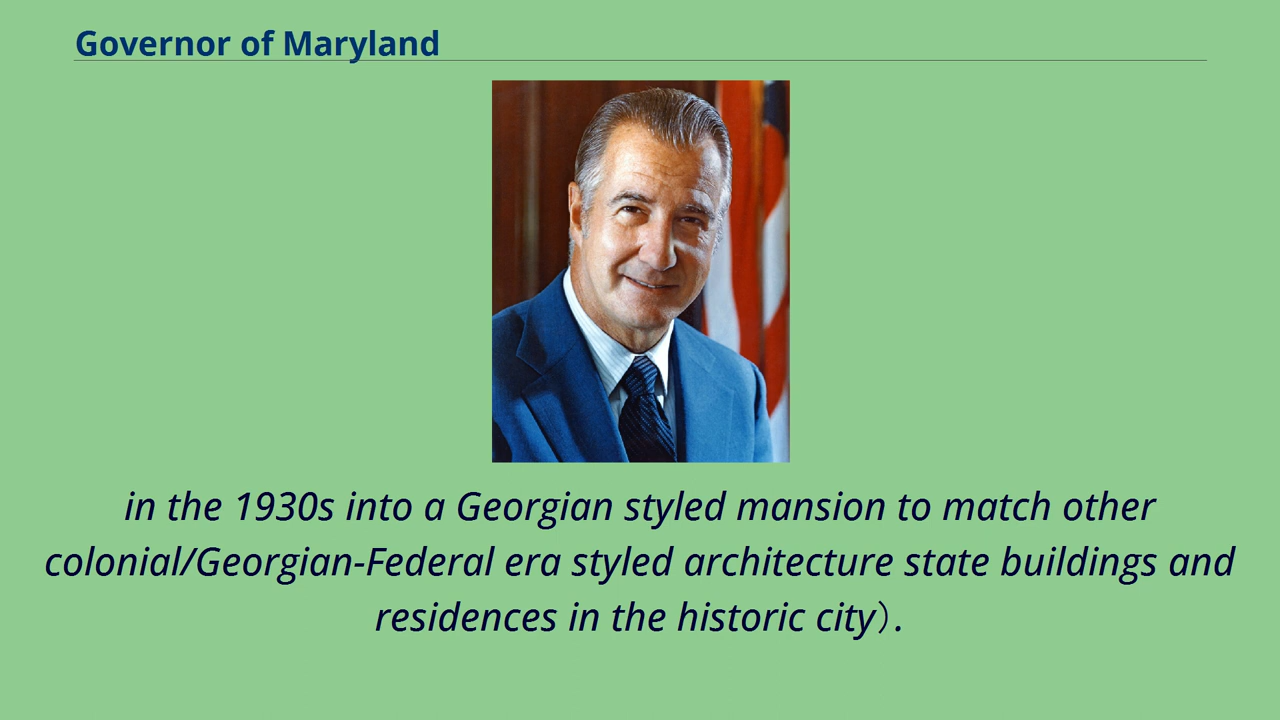 Governor of Maryland
in the 1930s into a Georgian styled mansion to match other
colonial/Georgian-Federal era styled architecture state buildings and
residences in the historic city）.